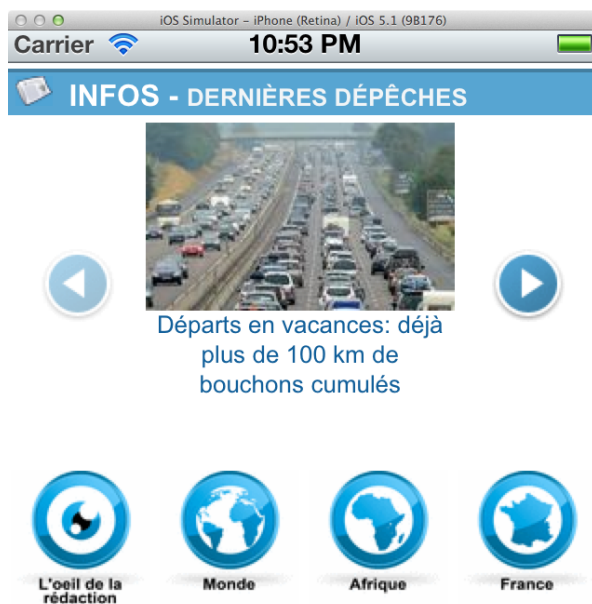 iOS Simulator – iPhone (Retina) / iOS 5.1 (9B176)
Carrier 10:53 PM
INFOS - DERNIÈRES DÉPÊCHES
Départs en vacances: déjà
plus de 100 km de
bouchons cumulés
L'oeil de la
rédaction
Monde
Afrique
France